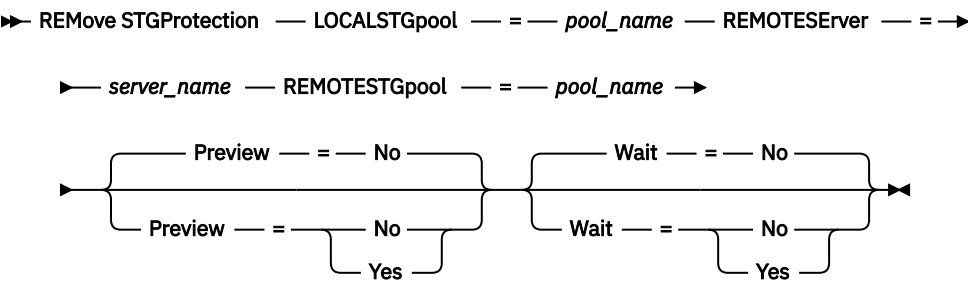 REMove STGProtection LOCALSTGpool = pool_name REMOTESErver =
server_name REMOTESTGpool = pool_name
Preview = No Wait = No
Preview = No Wait = No
Yes Yes